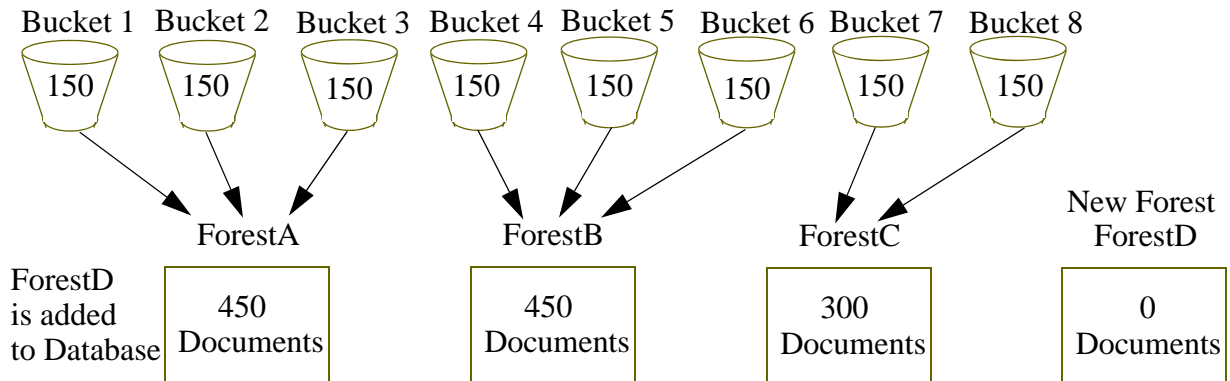 Bucket 1 Bucket 2 Bucket 3 Bucket 4 Bucket 5 Bucket 6 Bucket 7 Bucket 8
150 150 150 150 150 150 150 150
New Forest
ForestA ForestB ForestC ForestD
ForestD
is added
to Database
450
Documents
450
Documents
300
Documents
0
Documents